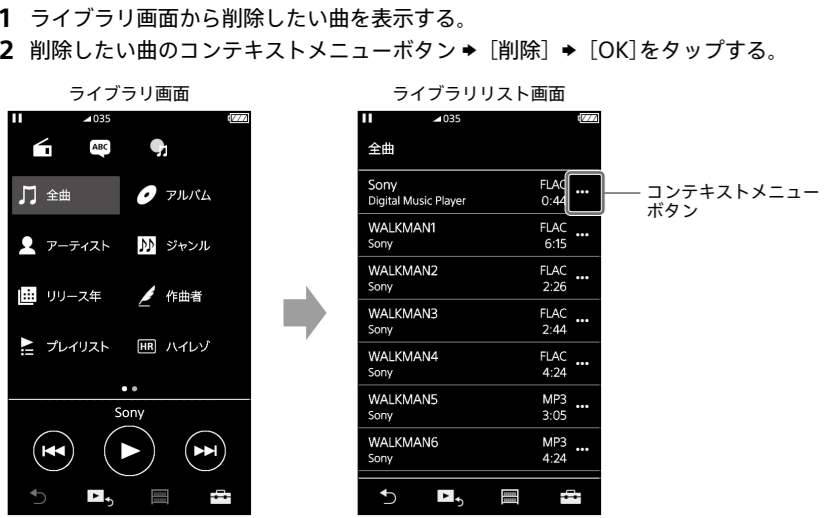 1 ライブラリ画面から削除したい曲を表示する。
2 削除したい曲のコンテキストメニューボタン ➡ [削除] ➡ [OK]をタップする。
ライブラリ画面
035
ABC
全曲
アルバム
アーティスト
ジャンル
リリース年
作曲者
プレイリスト
HR ハイレゾ
Sony
ライブラリリスト画面
035
全曲
Sony FLAC
Digital Music Player 0:44
WALKMAN1 FLAC
Sony 6:15
WALKMAN2 FLAC
Sony 2:26
WALKMAN3 FLAC
Sony 2:44
WALKMAN4 FLAC
Sony 4:24
WALKMAN5 MP3
Sony 3:05
WALKMAN6 MP3
Sony 4:24
コンテキストメニュー
ボタン